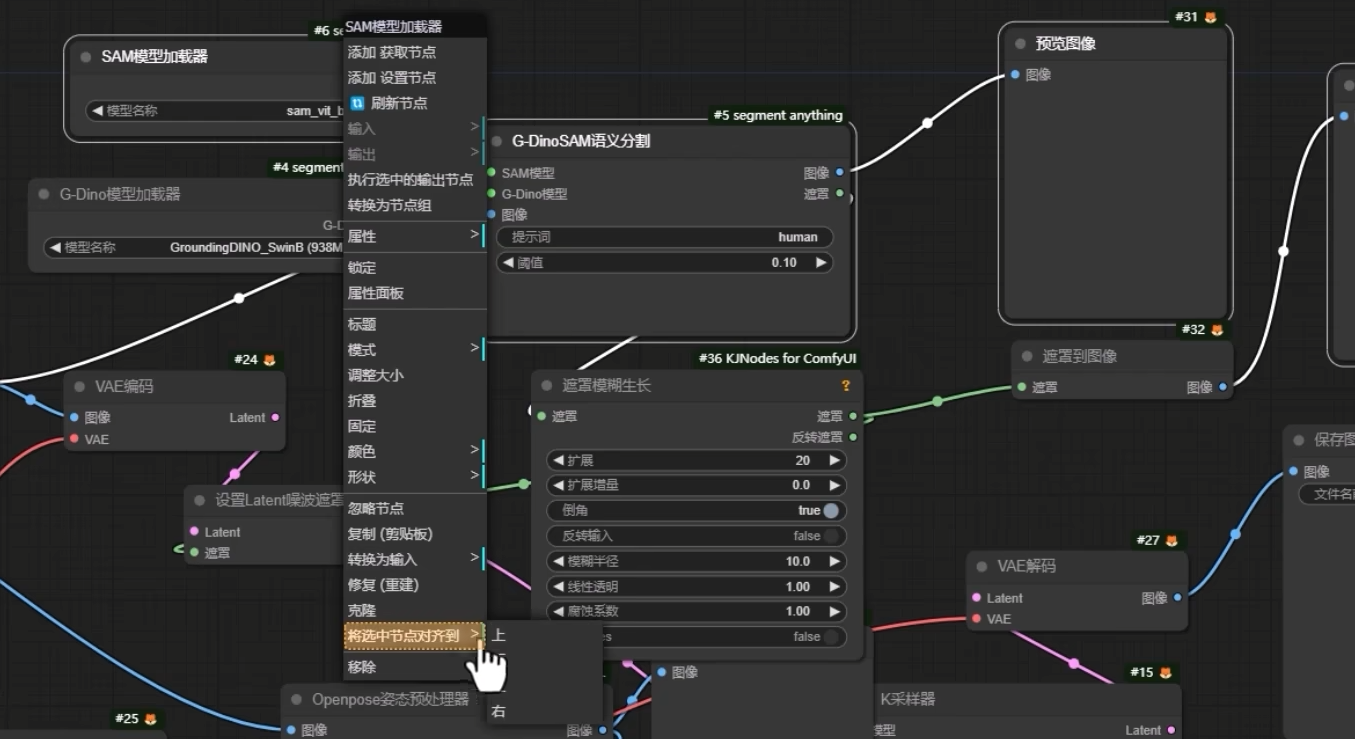 #6 se
SAM模型加载器
模型名称
sam_vit_b
#4 segment
G-Dino模型加载器
G-D
模型名称
GroundingDINO_SwinB (938M
#24
VAE编码
图像
Latent
VAE
设置Latent噪波遮罩
Latent
遮罩
#25
Openpose姿态预处理器
图像
图像
SAM模型加载器
添加 获取节点
添加 设置节点
刷新节点
输入 >
输出 >
执行选中的输出节点
转换为节点组
属性 >
锁定
属性面板
标题
模式 >
调整大小
折叠
固定
颜色 >
形状 >
忽略节点
复制 (剪贴板)
转换为输入 >
修复 (重建)
克隆
将选中节点对齐到 >
移除
上
右
#5 segment anything
G-DinoSAM语义分割
SAM模型
图像
G-Dino模型
遮罩
图像
提示词
human
阈值
0.10
#36 KJNodes for ComfyUI
遮罩模糊生长
?
遮罩
遮罩
反转遮罩
扩展
20
扩展增量
0.0
倒角
true
反转输入
false
模糊半径
10.0
线性透明
1.00
腐蚀系数
1.00
es
false
图像
#31
预览图像
图像
#32
遮罩到图像
遮罩
图像
#27
VAE解码
Latent
图像
VAE
#15
K采样器
模型
Latent
保存图
图像
文件名